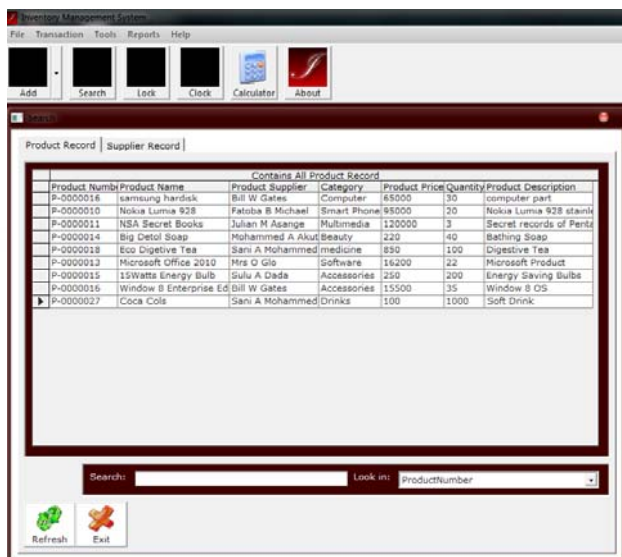 Inventory Management System
File Transaction Tools Reports Help
Add Search Lock Clock Calculator About
Search
Product Record Supplier Record
Contains All Product Record
Product Numb Product Name Product Supplier Category Product Price Quantity Product Description
P-0000016 samsung hardisk Bill W Gates Computer 65000 30 computer part
P-0000010 Nokia Lumia 928 Fatoba B Michael Smart Phone 95000 20 Nokia Lumia 928 stainl
P-0000011 NSA Secret Books Julian M Asange Multimedia 120000 3 Secret records of Penta
P-0000014 Big Detol Soap Mohammed A Akut Beauty 220 40 Bathing Soap
P-0000018 Eco Digetive Tea Sani A Mohammed medicine 850 100 Digestive Tea
P-0000013 Microsoft Office 2010 Mrs O Glo Software 16200 22 Microsoft Product
P-0000015 15Watts Energy Bulb Sulu A Dada Accessories 250 200 Energy Saving Bulbs
P-0000016 Window 8 Enterprise Ed Bill W Gates Accessories 15500 35 Window 8 OS
P-0000027 Coca Cols Sani A Mohammed Drinks 100 1000 Soft Drink
Search: Look in: ProductNumber
Refresh Exit